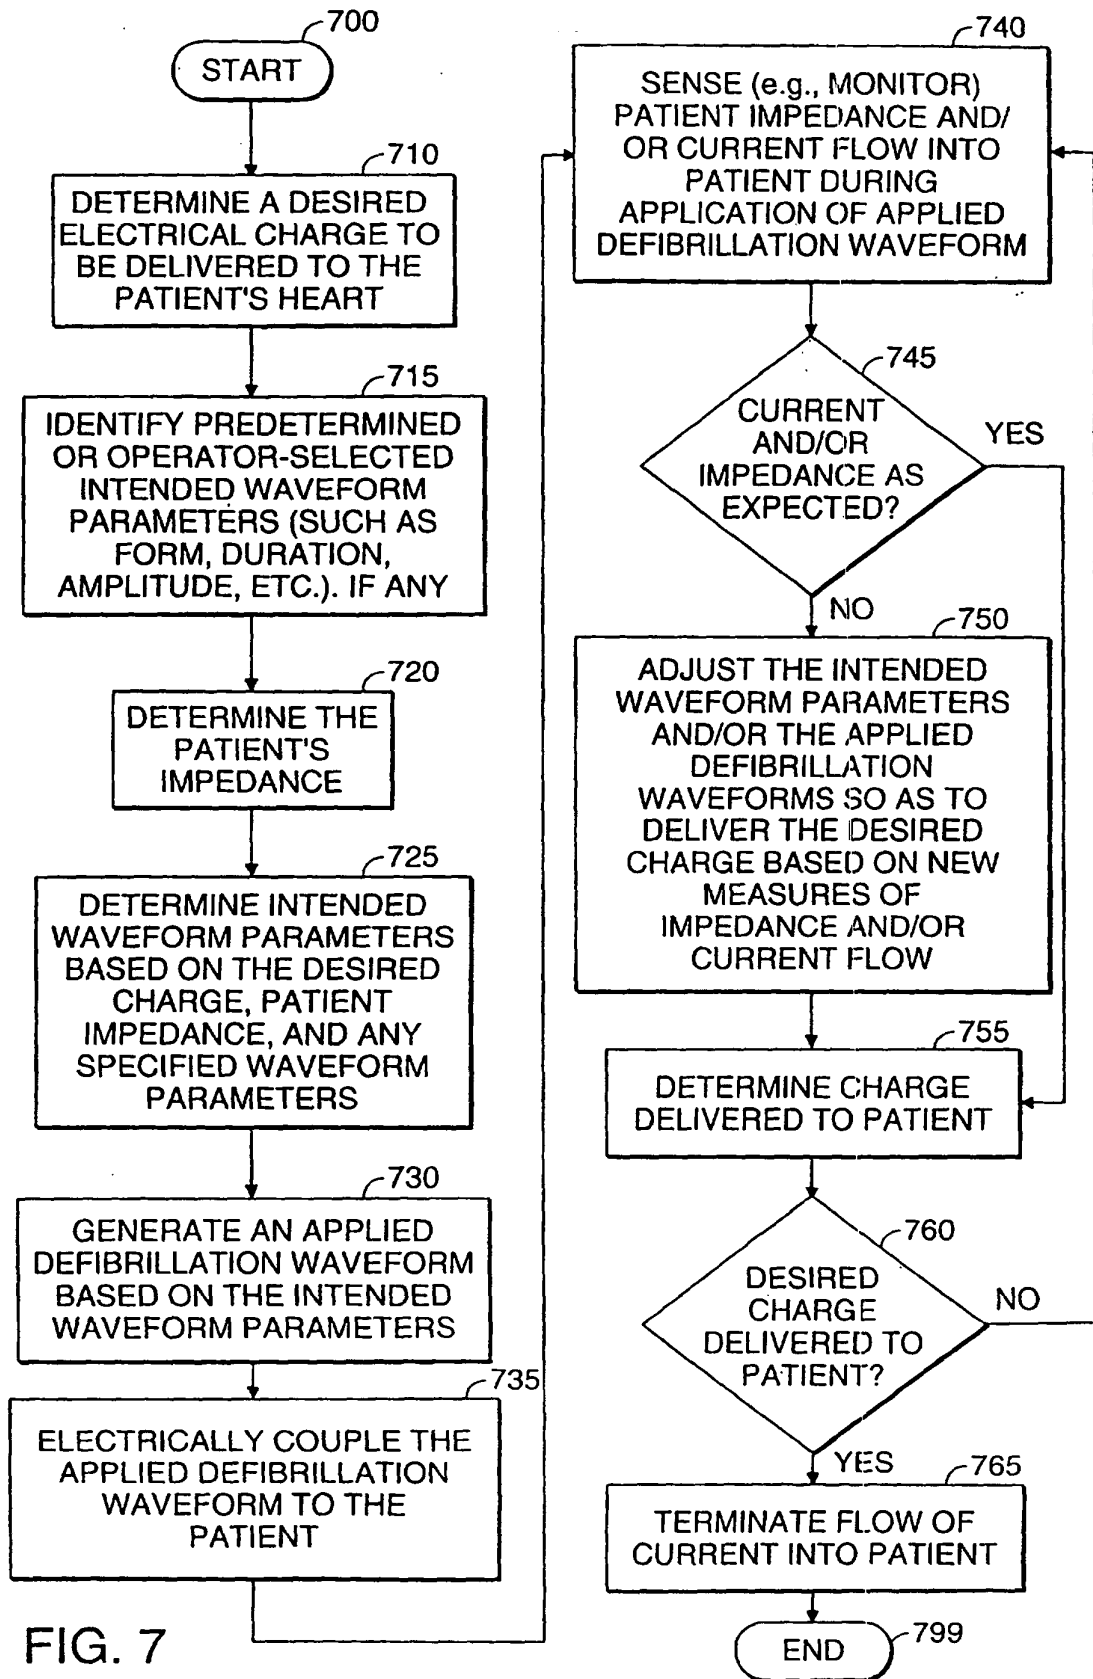 700
START
710
DETERMINE A DESIRED
ELECTRICAL CHARGE TO
BE DELIVERED TO THE
PATIENT'S HEART
715
IDENTIFY PREDETERMINED
OR OPERATOR-SELECTED
INTENDED WAVEFORM
PARAMETERS (SUCH AS
FORM, DURATION,
AMPLITUDE, ETC.). IF ANY
720
DETERMINE THE
PATIENT'S
IMPEDANCE
725
DETERMINE INTENDED
WAVEFORM PARAMETERS
BASED ON THE DESIRED
CHARGE, PATIENT
IMPEDANCE, AND ANY
SPECIFIED WAVEFORM
PARAMETERS
730
GENERATE AN APPLIED
DEFIBRILLATION WAVEFORM
BASED ON THE INTENDED
WAVEFORM PARAMETERS
735
ELECTRICALLY COUPLE THE
APPLIED DEFIBRILLATION
WAVEFORM TO THE
PATIENT
740
SENSE (e.g., MONITOR)
PATIENT IMPEDANCE AND/
OR CURRENT FLOW INTO
PATIENT DURING
APPLICATION OF APPLIED
DEFIBRILLATION WAVEFORM
745
CURRENT
AND/OR
IMPEDANCE AS
EXPECTED?
YES
NO
750
ADJUST THE INTENDED
WAVEFORM PARAMETERS
AND/OR THE APPLIED
DEFIBRILLATION
WAVEFORMS SO AS TO
DELIVER THE DESIRED
CHARGE BASED ON NEW
MEASURES OF
IMPEDANCE AND/OR
CURRENT FLOW
755
DETERMINE CHARGE
DELIVERED TO PATIENT
760
DESIRED
CHARGE
DELIVERED TO
PATIENT?
NO
YES
765
TERMINATE FLOW OF
CURRENT INTO PATIENT
END
799
FIG. 7